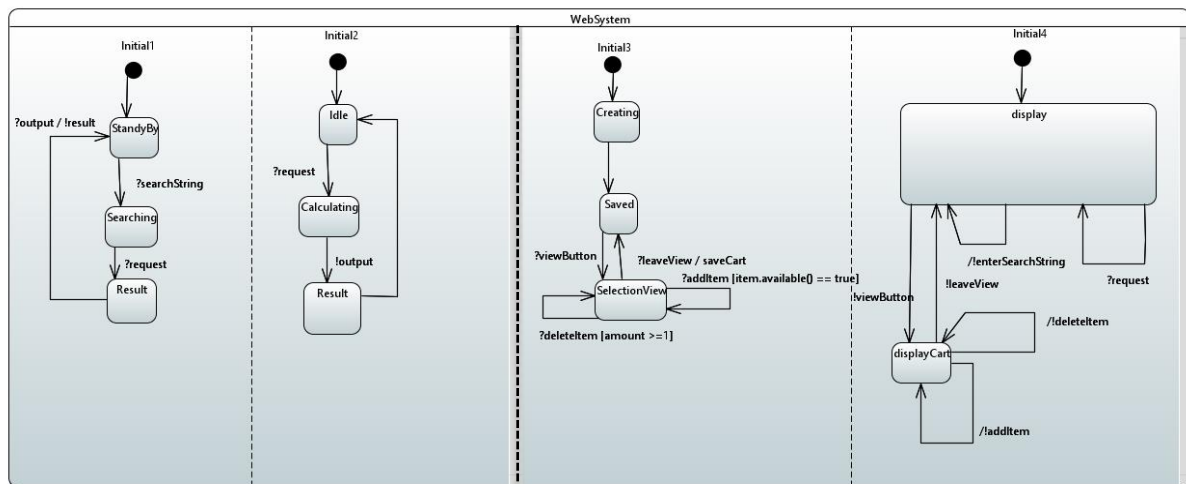 WebSystem
Initial1
?output / !result
StandyBy
?searchString
Searching
?request
Result
Initial2
Idle
?request
Calculating
!output
Result
Initial3
Creating
Saved
?viewButton
?leaveView / saveCart
?addItem [item.available() == true]
SelectionView
?deleteItem [amount >=1]
Initial4
display
/!enterSearchString
?request
!viewButton
!leaveView
displayCart
/!deleteItem
/!addItem